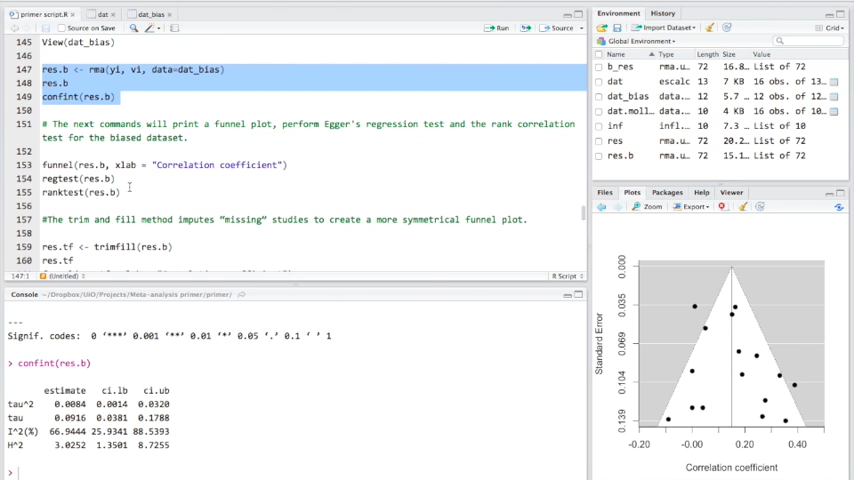 primer script.R
dat
dat_bias
Source on Save
Run
Source
145 View(dat_bias)
146
147 res.b <- rma(yi, vi, data=dat_bias)
148 res.b
149 confint(res.b)
150
151 # The next commands will print a funnel plot, perform Egger's regression test and the rank correlation
test for the biased dataset.
152
153 funnel(res.b, xlab = "Correlation coefficient")
154 regtest(res.b)
155 ranktest(res.b)
156
157 #The trim and fill method imputes “missing” studies to create a more symmetrical funnel plot.
158
159 res.tf <- trimfill(res.b)
160 res.tf
147:1 (Untitled) R Script
Console ~/Dropbox/UiO/Projects/Meta-analysis primer/primer/
---
Signif. codes: 0 ‘***’ 0.001 ‘**’ 0.01 ‘*’ 0.05 ‘.’ 0.1 ‘ ’ 1
> confint(res.b)
estimate ci.lb ci.ub
tau^2 0.0084 0.0014 0.0320
tau 0.0916 0.0381 0.1788
I^2(%) 66.9444 25.9341 88.5393
H^2 3.0252 1.3501 8.7255
>
Environment History
Import Dataset Grid
Global Environment
Name Type Length Size Value
b_res rma.u… 72 16.8… List of 72
dat escalc 13 7 KB 16 obs. of 13…
dat_bias data.… 12 5.7 … 12 obs. of 12…
dat.moll… data.… 10 4 KB 16 obs. of 10…
inf infl.… 10 7.3 … List of 10
res rma.u… 72 20.2… List of 72
res.b rma.u… 72 15.1… List of 72
Files Plots Packages Help Viewer
Zoom Export
0.000
0.035
0.069
0.104
0.139
Standard Error
-0.20 -0.00 0.20 0.40
Correlation coefficient